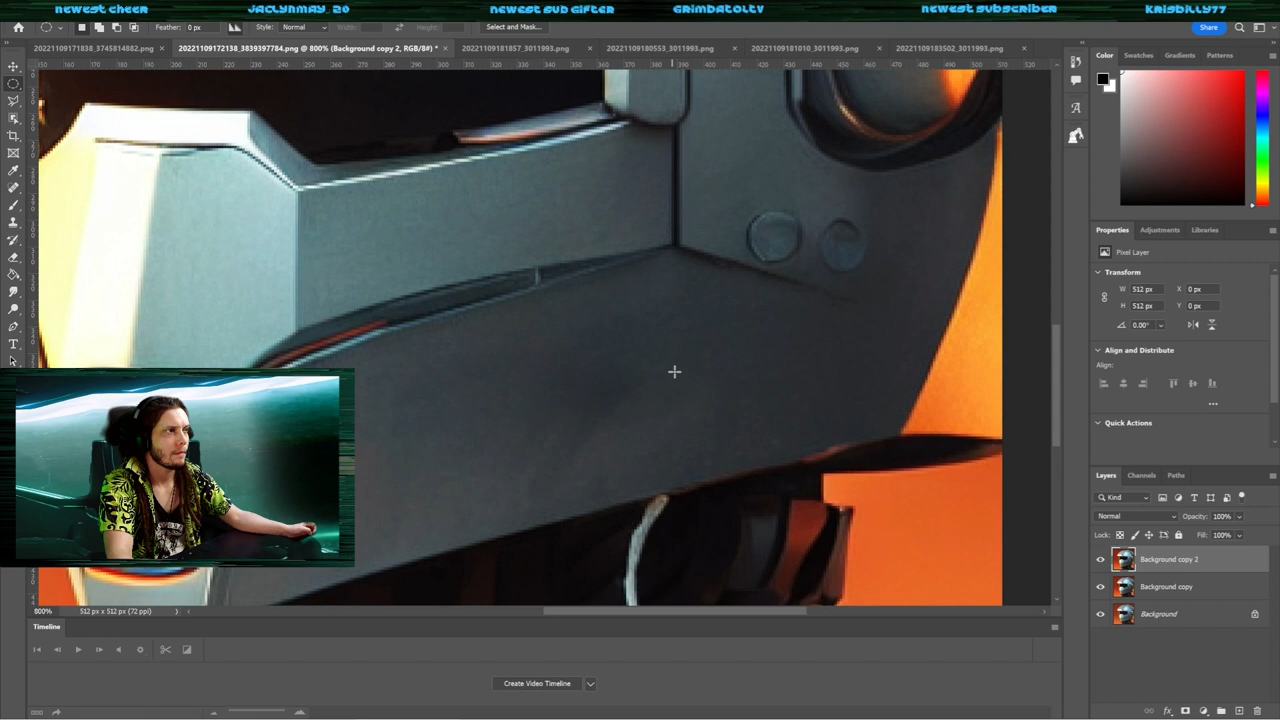 newest cheer jaclynmay_20 newest sub gifter Grimbatoltv newest subscriber krisbilly77
Feather: 0 px Style: Normal Width: Height: Select and Mask... Share
20221109171838_3745814882.png × 20221109172138_3839397784.png @ 800% (Background copy 2, RGB/8#) * × 20221109181857_3011993.png × 20221109180553_3011993.png × 20221109181010_3011993.png × 20221109183502_3011993.png ×
Color Swatches Gradients Patterns
Properties Adjustments Libraries
Pixel Layer
Transform
W 512 px X 0 px
H 512 px Y 0 px
0.00°
Align and Distribute
Align:
...
Quick Actions
Layers Channels Paths
Kind
Normal Opacity: 100%
Lock: Fill: 100%
Background copy 2
Background copy
Background
800% 512 px x 512 px (72 ppi)
Timeline
Create Video Timeline